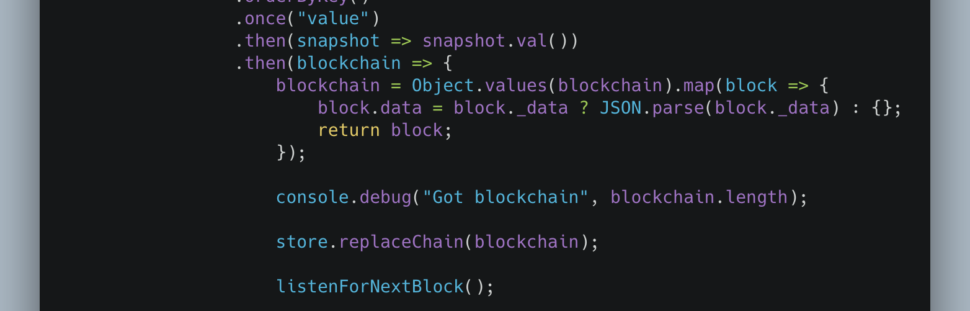 .orderByKey()
.once("value")
.then(snapshot => snapshot.val())
.then(blockchain => {
blockchain = Object.values(blockchain).map(block => {
block.data = block._data ? JSON.parse(block._data) : {};
return block;
});
console.debug("Got blockchain", blockchain.length);
store.replaceChain(blockchain);
listenForNextBlock();